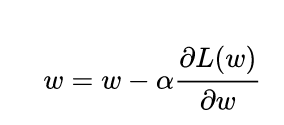 w = w − α ∂L(w)/∂w